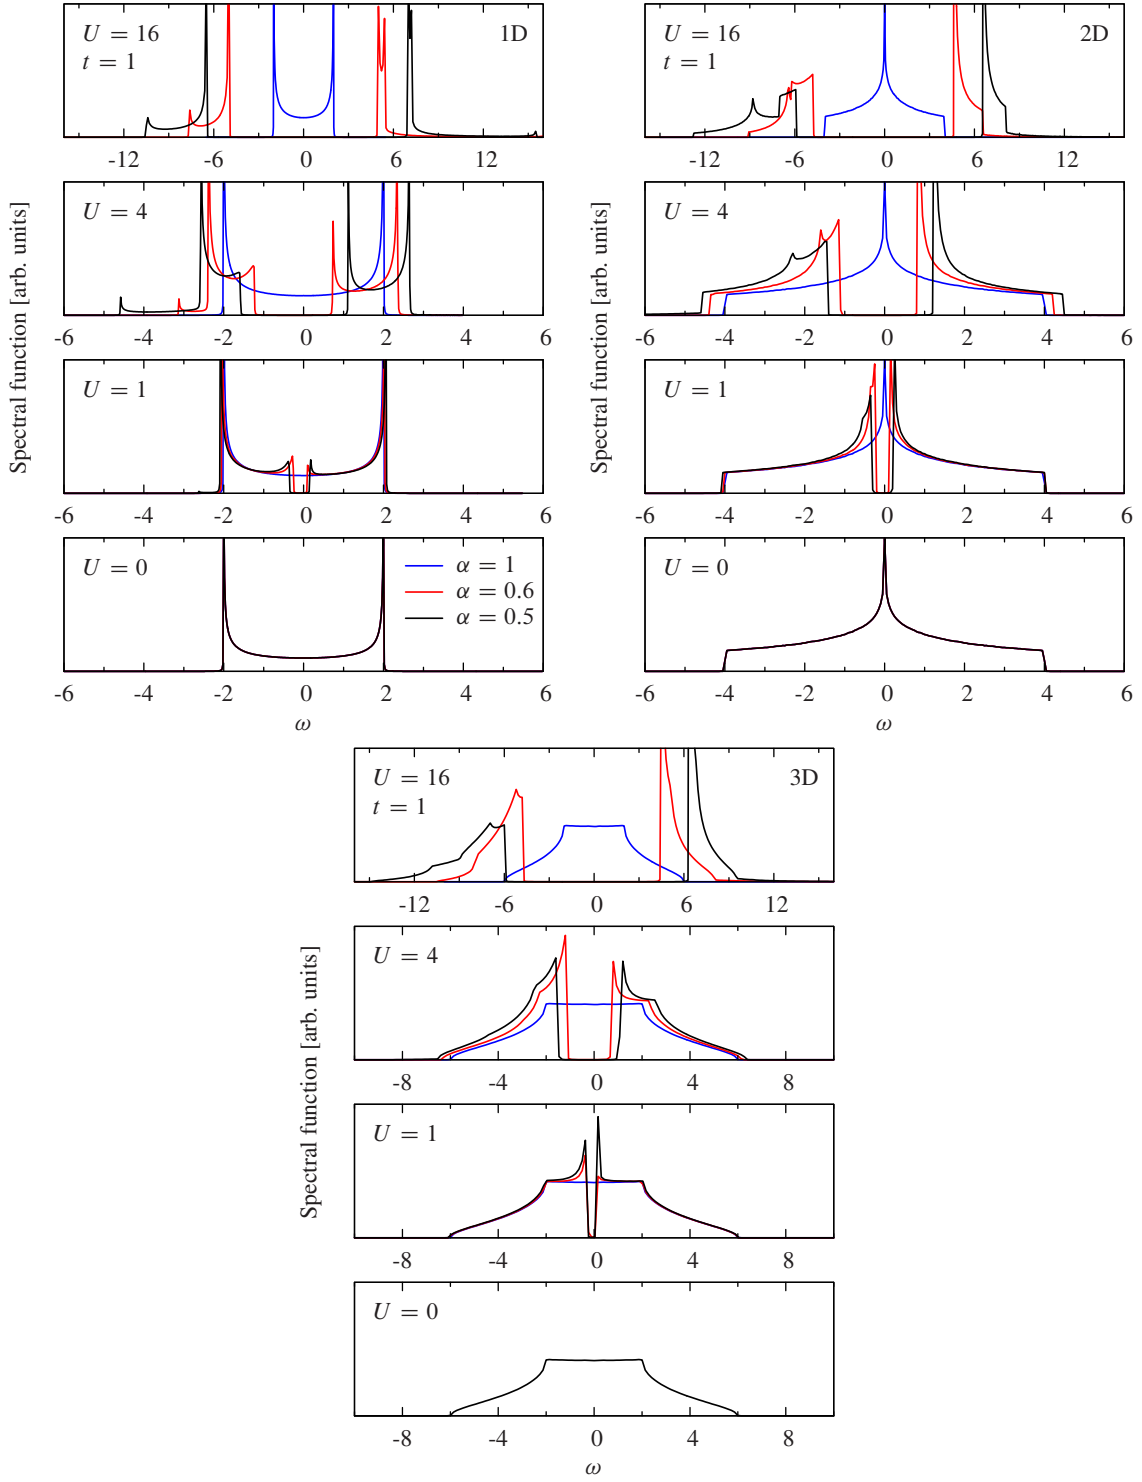 U = 16
t = 1
1D
-12 -6 0 6 12
U = 4
-6 -4 -2 0 2 4 6
U = 1
-6 -4 -2 0 2 4 6
U = 0
α = 1
α = 0.6
α = 0.5
-6 -4 -2 0 2 4 6
ω
Spectral function [arb. units]
U = 16
t = 1
2D
-12 -6 0 6 12
U = 4
-6 -4 -2 0 2 4 6
U = 1
-6 -4 -2 0 2 4 6
U = 0
-6 -4 -2 0 2 4 6
ω
Spectral function [arb. units]
U = 16
t = 1
3D
-12 -6 0 6 12
U = 4
-8 -4 0 4 8
U = 1
-8 -4 0 4 8
U = 0
-8 -4 0 4 8
ω
Spectral function [arb. units]